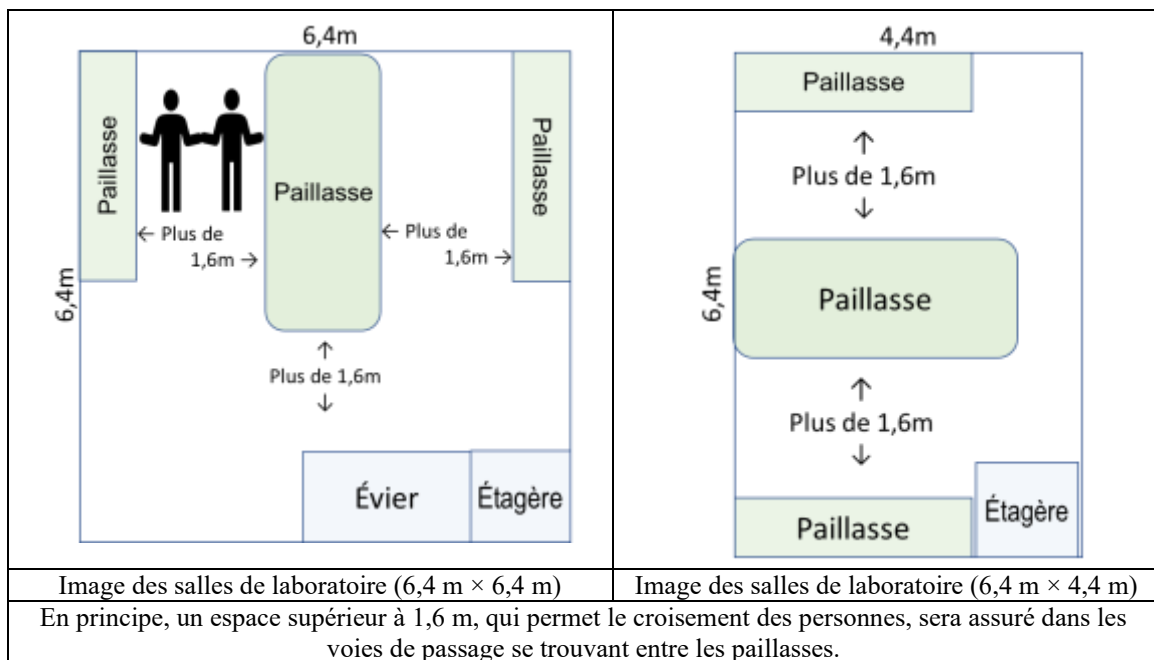 6,4m
Paillasse
Paillasse
Paillasse
← Plus de
1,6m →
← Plus de
1,6m →
6,4m
↑
Plus de 1,6m
↓
Évier
Étagère
4,4m
Paillasse
↑
Plus de 1,6m
↓
6,4m
Paillasse
↑
Plus de 1,6m
↓
Paillasse
Étagère
Image des salles de laboratoire (6,4 m × 6,4 m)
Image des salles de laboratoire (6,4 m × 4,4 m)
En principe, un espace supérieur à 1,6 m, qui permet le croisement des personnes, sera assuré dans les
voies de passage se trouvant entre les paillasses.